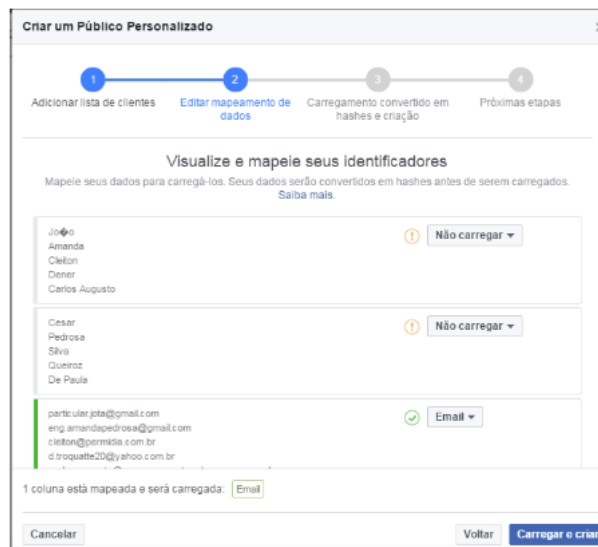 Criar um Público Personalizado
1
2
3
4
Adicionar lista de clientes
Editar mapeamento de
dados
Carregamento convertido em
hashes e criação
Próximas etapas
Visualize e mapeie seus identificadores
Mapeie seus dados para carregá-los. Seus dados serão convertidos em hashes antes de serem carregados.
Saiba mais.
Jo�o
Amanda
Cleiton
Dener
Carlos Augusto
Não carregar
Cesar
Pedrosa
Silva
Queiroz
De Paula
Não carregar
particular.jota@gmail.com
eng.amandapedrosa@gmail.com
cleiton@permidia.com.br
d.troquatte20@yahoo.com.br
Email
1 coluna está mapeada e será carregada: Email
Cancelar
Voltar
Carregar e criar